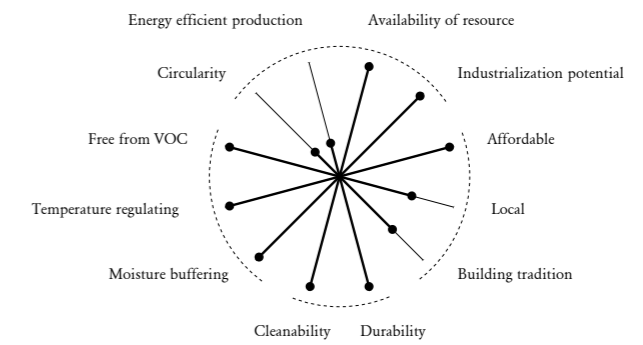 Energy efficient production
Availability of resource
Circularity
Industrialization potential
Free from VOC
Affordable
Temperature regulating
Local
Moisture buffering
Building tradition
Cleanability
Durability